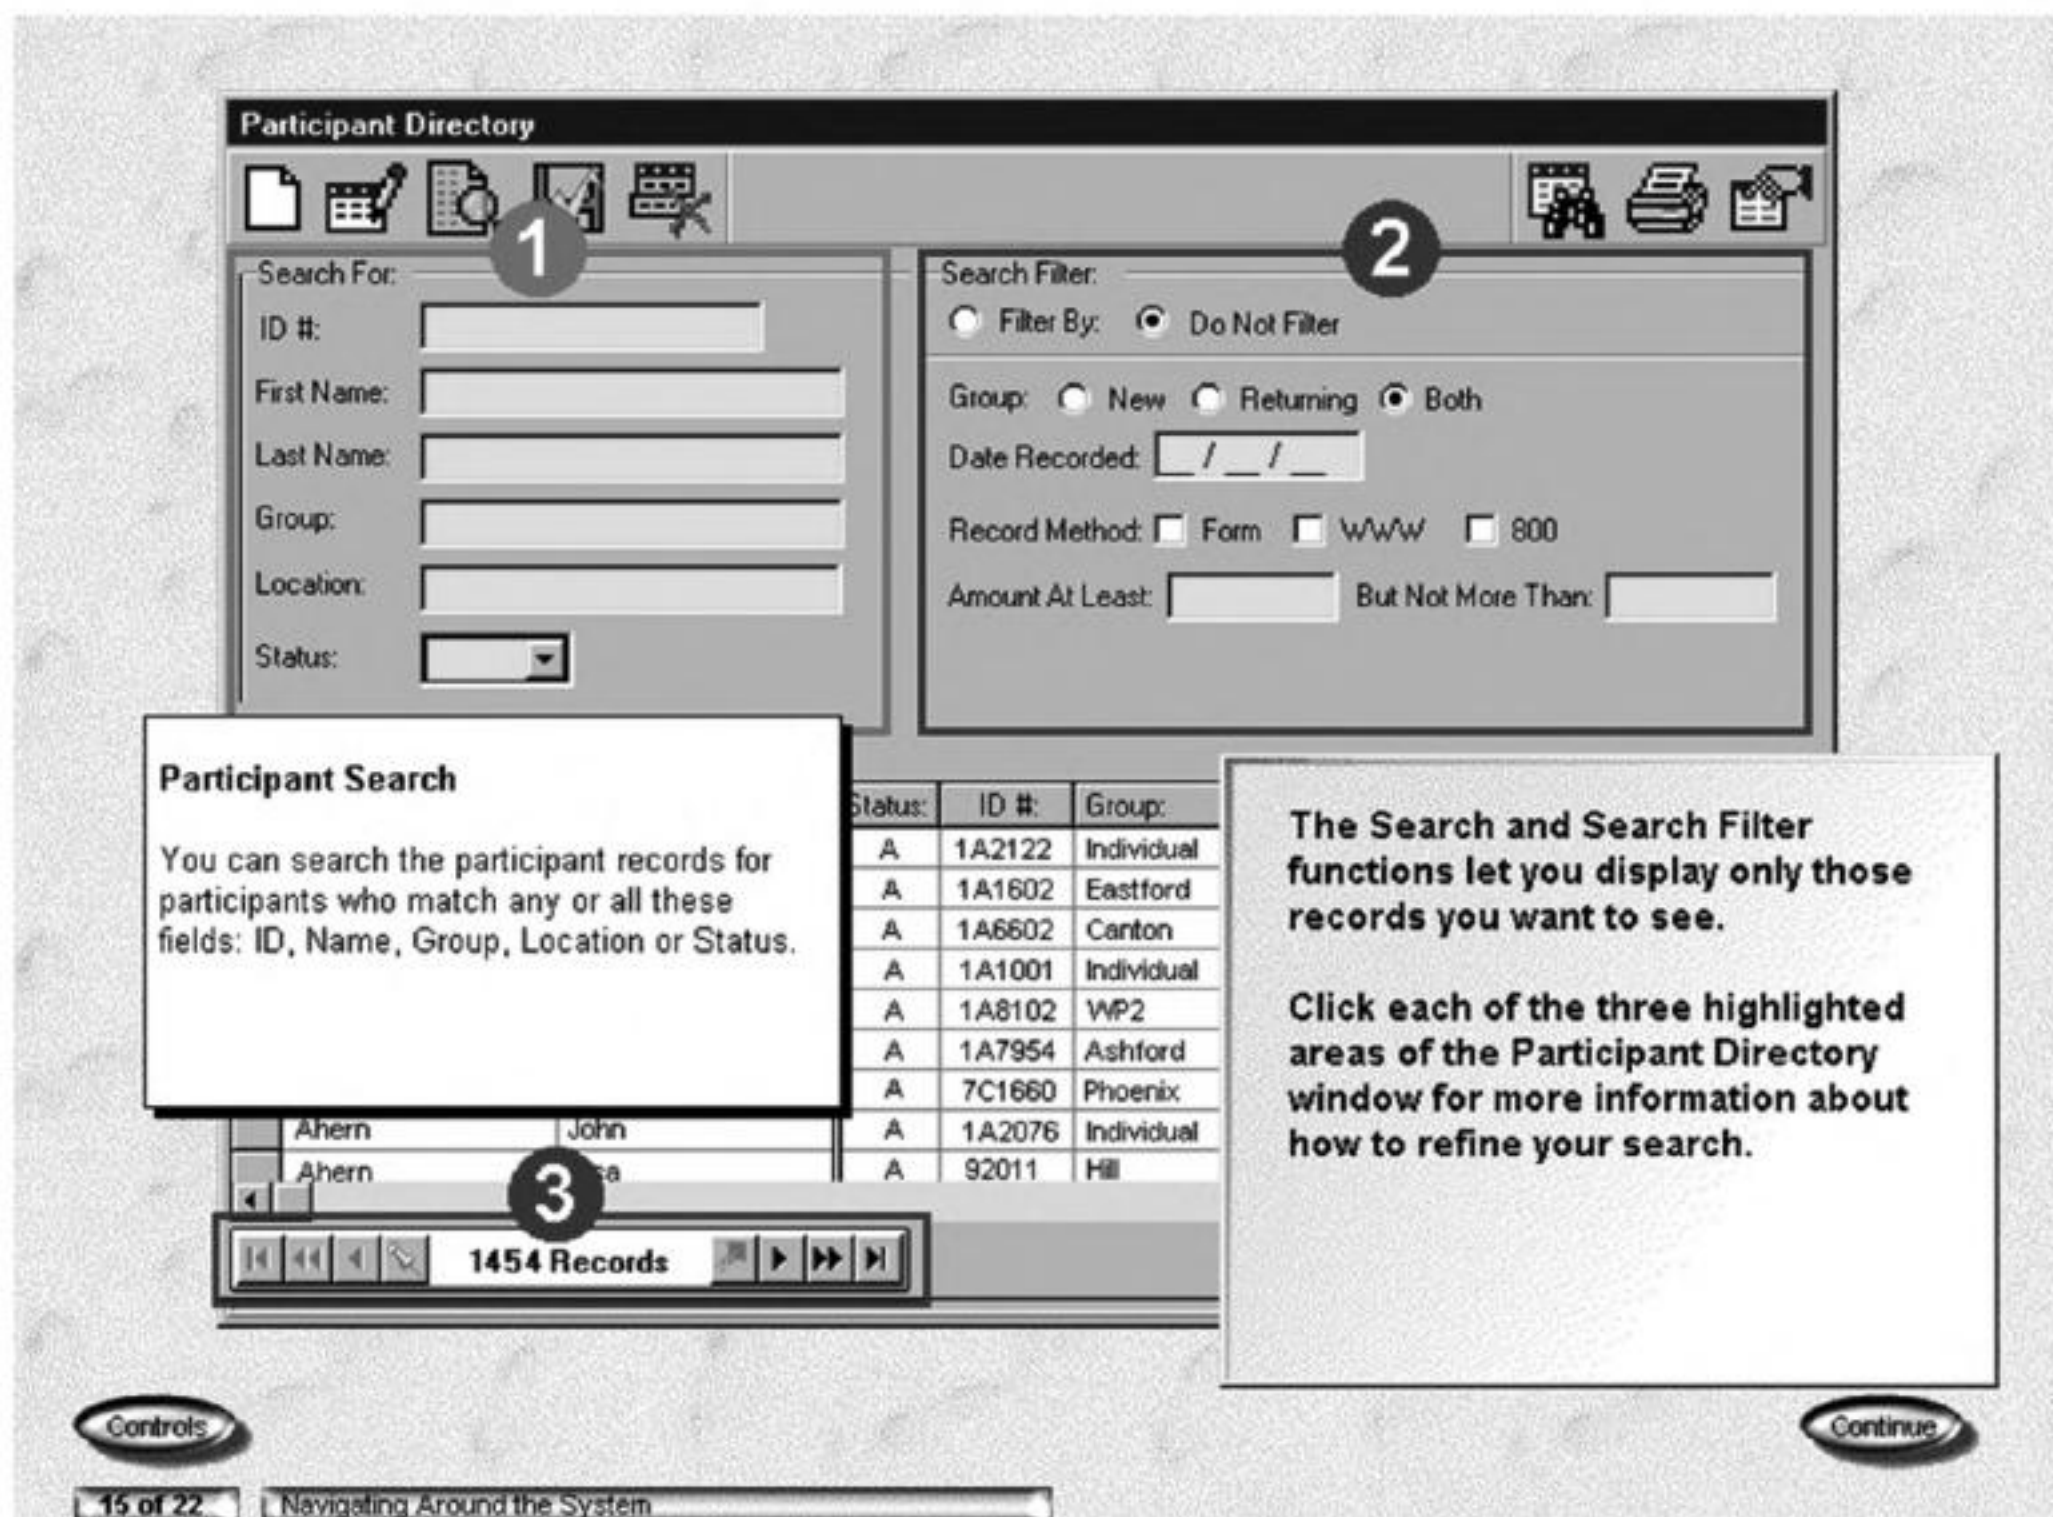 Participant Directory
1
2
Search For:
ID #:
First Name:
Last Name:
Group:
Location:
Status:
Search Filter:
Filter By: Do Not Filter
Group: New Returning Both
Date Recorded: __/__/__
Record Method: Form WWW 800
Amount At Least: But Not More Than:
Participant Search
You can search the participant records for
participants who match any or all these
fields: ID, Name, Group, Location or Status.
Status: ID #: Group:
A 1A2122 Individual
A 1A1602 Eastford
A 1A6602 Canton
A 1A1001 Individual
A 1A8102 WP2
A 1A7954 Ashford
A 7C1660 Phoenix
Ahern John A 1A2076 Individual
Ahern A 92011 Hill
The Search and Search Filter
functions let you display only those
records you want to see.
Click each of the three highlighted
areas of the Participant Directory
window for more information about
how to refine your search.
3
1454 Records
Controls
Continue
15 of 22 Navigating Around the System